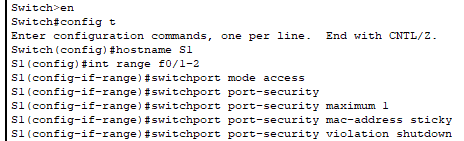 Switch>en
Switch#config t
Enter configuration commands, one per line.  End with CNTL/Z.
Switch(config)#hostname S1
S1(config)#int range f0/1-2
S1(config-if-range)#switchport mode access
S1(config-if-range)#switchport port-security
S1(config-if-range)#switchport port-security maximum 1
S1(config-if-range)#switchport port-security mac-address sticky
S1(config-if-range)#switchport port-security violation shutdown